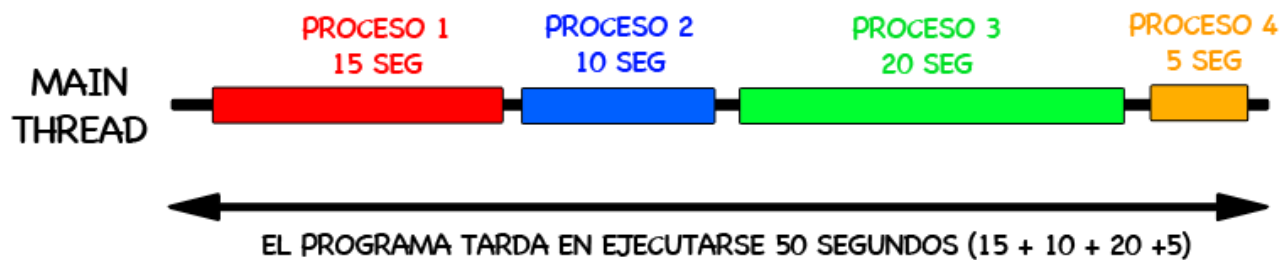 PROCESO 1
15 SEG
PROCESO 2
10 SEG
PROCESO 3
20 SEG
PROCESO 4
5 SEG
MAIN
THREAD
EL PROGRAMA TARDA EN EJECUTARSE 50 SEGUNDOS (15 + 10 + 20 +5)